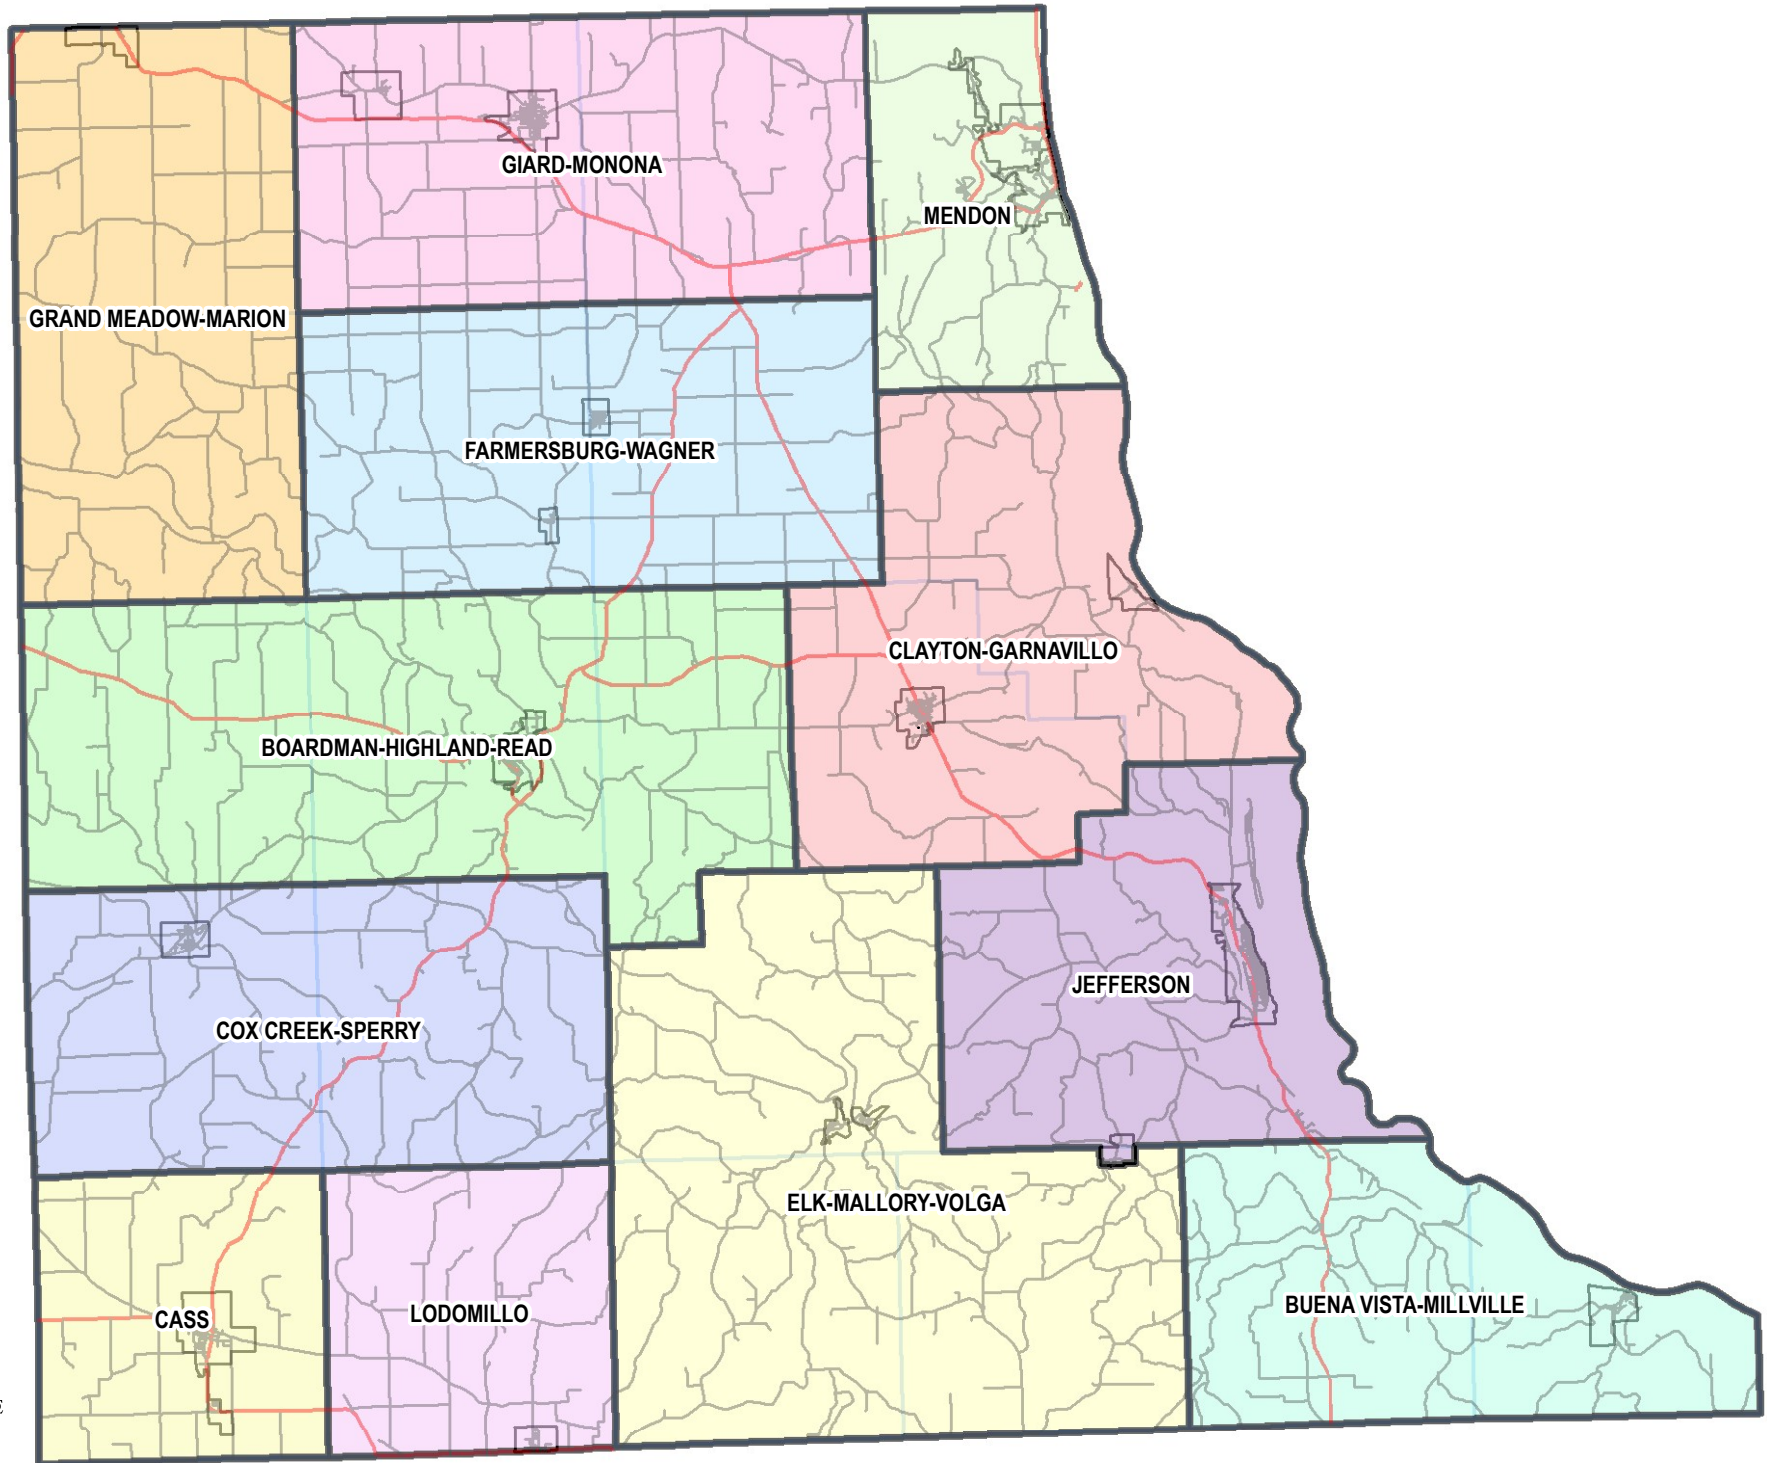 GIARD-MONONA
MENDON
GRAND MEADOW-MARION
FARMERSBURG-WAGNER
CLAYTON-GARNAVILLO
BOARDMAN-HIGHLAND-READ
JEFFERSON
COX CREEK-SPERRY
ELK-MALLORY-VOLGA
BUENA VISTA-MILLVILLE
LODOMILLO
CASS